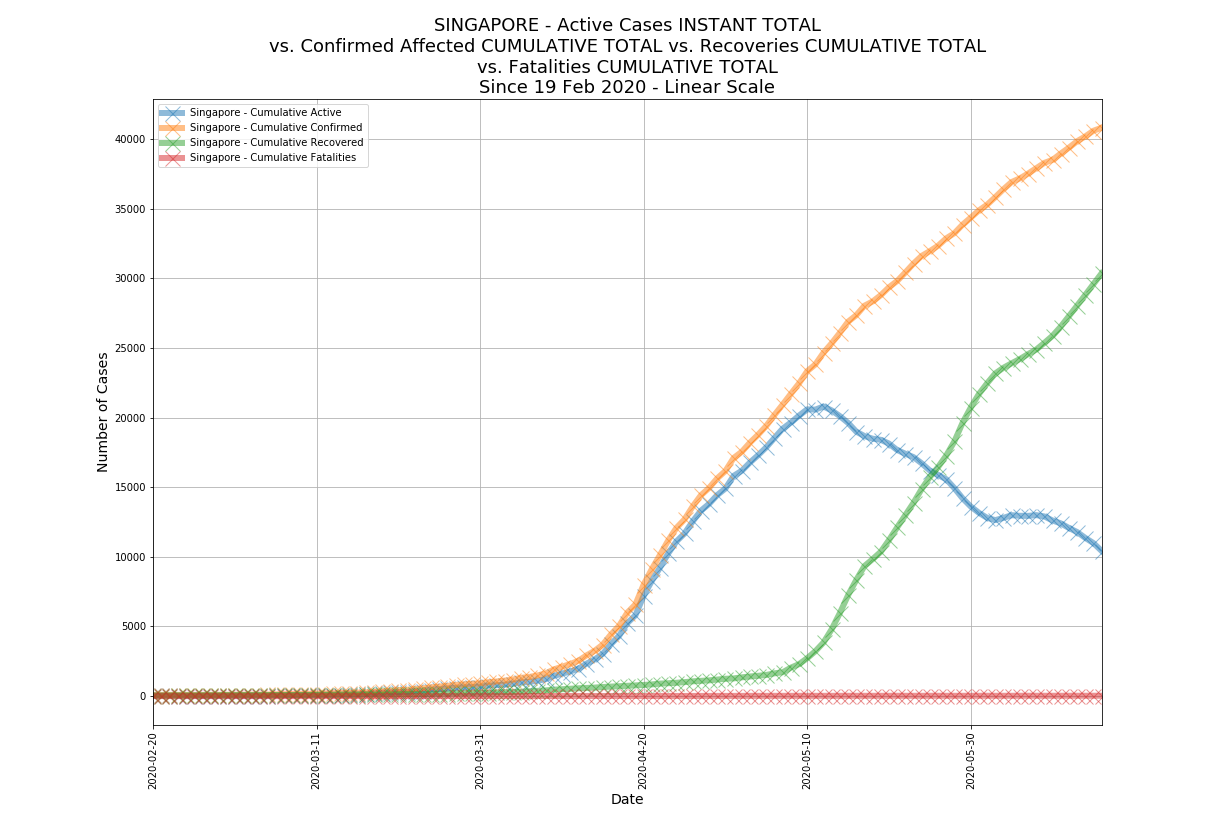 SINGAPORE - Active Cases INSTANT TOTAL
vs. Confirmed Affected CUMULATIVE TOTAL vs. Recoveries CUMULATIVE TOTAL
vs. Fatalities CUMULATIVE TOTAL
Since 19 Feb 2020 - Linear Scale
Singapore - Cumulative Active
Singapore - Cumulative Confirmed
Singapore - Cumulative Recovered
Singapore - Cumulative Fatalities
Number of Cases
40000
35000
30000
25000
20000
15000
10000
5000
0
2020-02-20
2020-03-11
2020-03-31
2020-04-20
2020-05-10
2020-05-30
Date